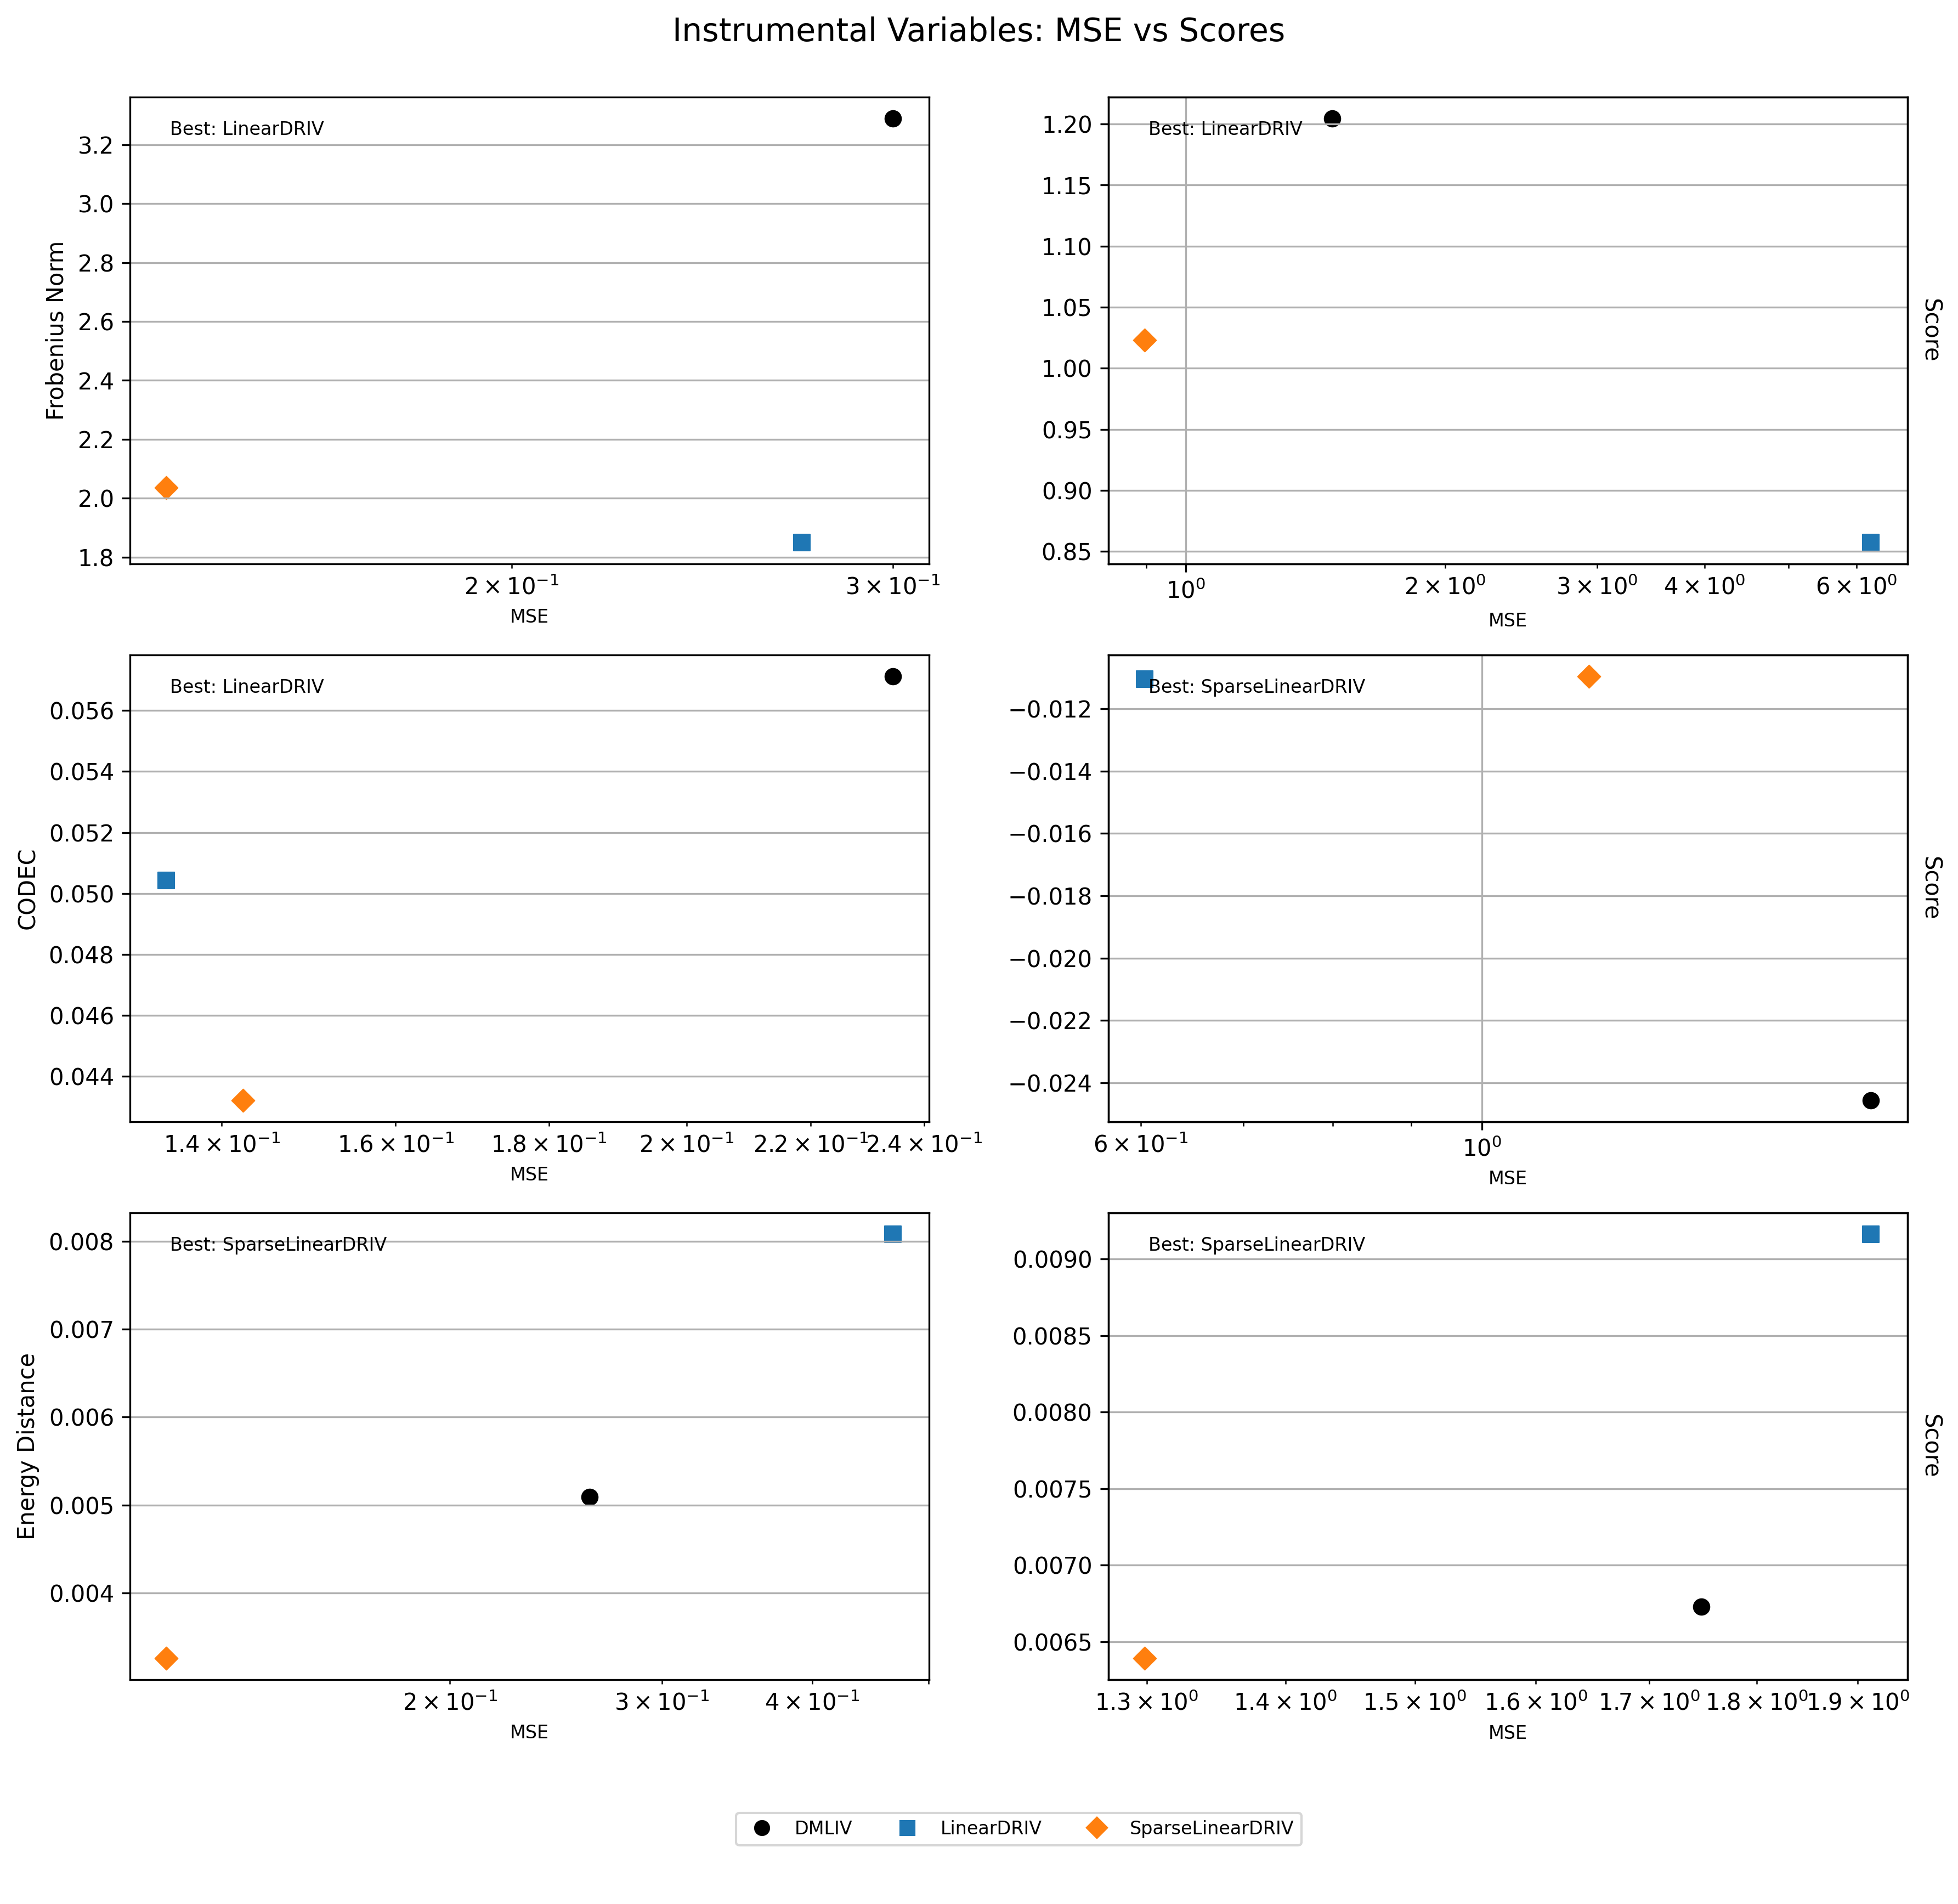 Instrumental Variables: MSE vs Scores
Best: LinearDRIV
Frobenius Norm
3.2
3.0
2.8
2.6
2.4
2.2
2.0
1.8
2 × 10⁻¹
3 × 10⁻¹
MSE
Best: LinearDRIV
1.20
1.15
1.10
1.05
1.00
0.95
0.90
0.85
Score
10⁰
2 × 10⁰
3 × 10⁰
4 × 10⁰
6 × 10⁰
MSE
Best: LinearDRIV
CODEC
0.056
0.054
0.052
0.050
0.048
0.046
0.044
1.4 × 10⁻¹
1.6 × 10⁻¹
1.8 × 10⁻¹
2 × 10⁻¹
2.2 × 10⁻¹
2.4 × 10⁻¹
MSE
Best: SparseLinearDRIV
−0.012
−0.014
−0.016
−0.018
−0.020
−0.022
−0.024
Score
6 × 10⁻¹
10⁰
MSE
Best: SparseLinearDRIV
Energy Distance
0.008
0.007
0.006
0.005
0.004
2 × 10⁻¹
3 × 10⁻¹
4 × 10⁻¹
MSE
Best: SparseLinearDRIV
0.0090
0.0085
0.0080
0.0075
0.0070
0.0065
Score
1.3 × 10⁰
1.4 × 10⁰
1.5 × 10⁰
1.6 × 10⁰
1.7 × 10⁰
1.8 × 10⁰
1.9 × 10⁰
MSE
DMLIV
LinearDRIV
SparseLinearDRIV